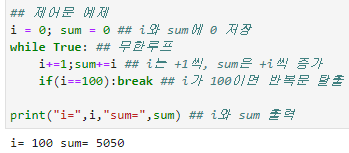 ## 제어문 예제
i = 0; sum = 0 ## i와 sum에 0 저장
while True: ## 무한루프
    i+=1;sum+=i ## i는 +1씩, sum은 +i씩 증가
    if(i==100):break ## i가 100이면 반복문 탈출

print("i=",i,"sum=",sum) ## i와 sum 출력
i= 100 sum= 5050